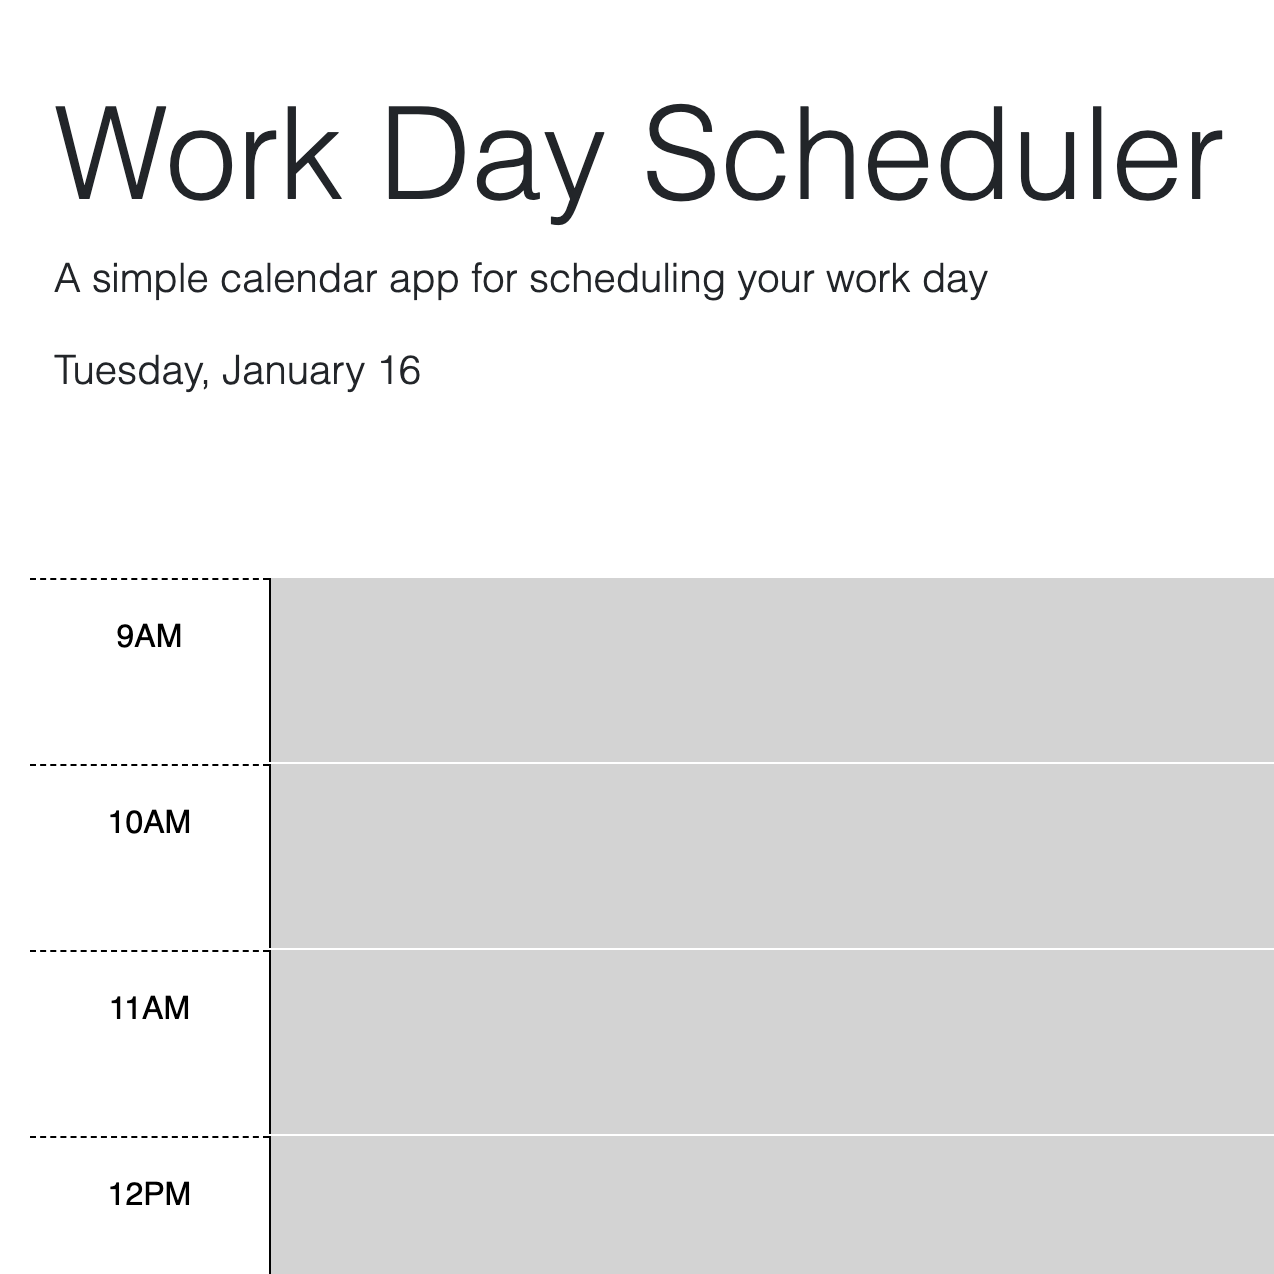 Work Day Scheduler
A simple calendar app for scheduling your work day
Tuesday, January 16
9AM
10AM
11AM
12PM